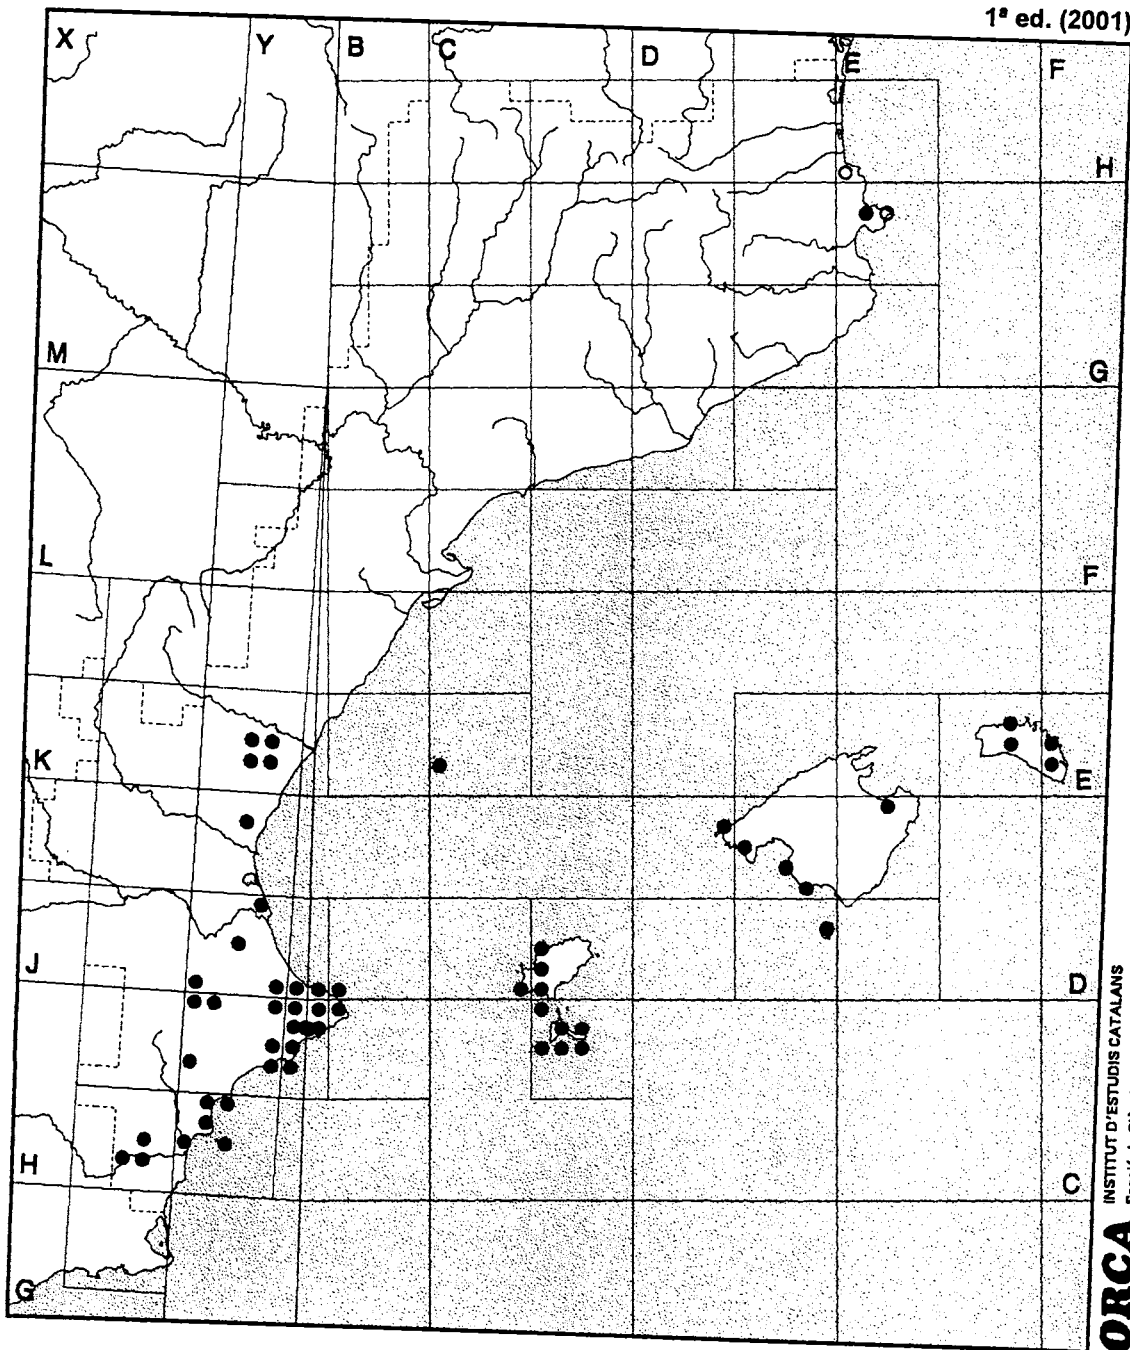 1ª ed. (2001)
X Y B C D E F
H
M G
L F
K E
J D
H C
G
ORCA INSTITUT D'ESTUDIS CATALANS